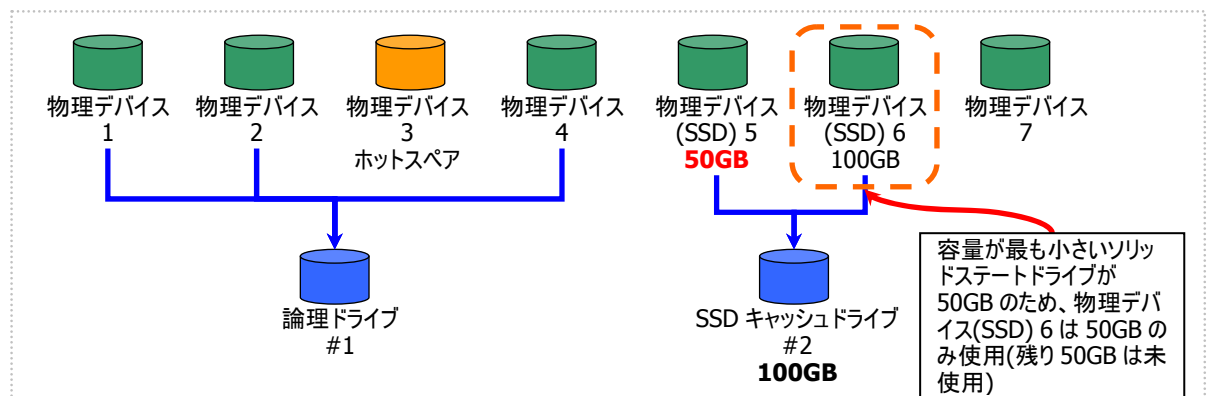 物理デバイス
1
物理デバイス
2
物理デバイス
3
ホットスペア
物理デバイス
4
物理デバイス
(SSD) 5
50GB
物理デバイス
(SSD) 6
100GB
物理デバイス
7
論理ドライブ
#1
SSD キャッシュドライブ
#2
100GB
容量が最も小さいソリッ
ドステートドライブが
50GB のため、物理デバ
イス(SSD) 6 は 50GB の
み使用(残り 50GB は未
使用)